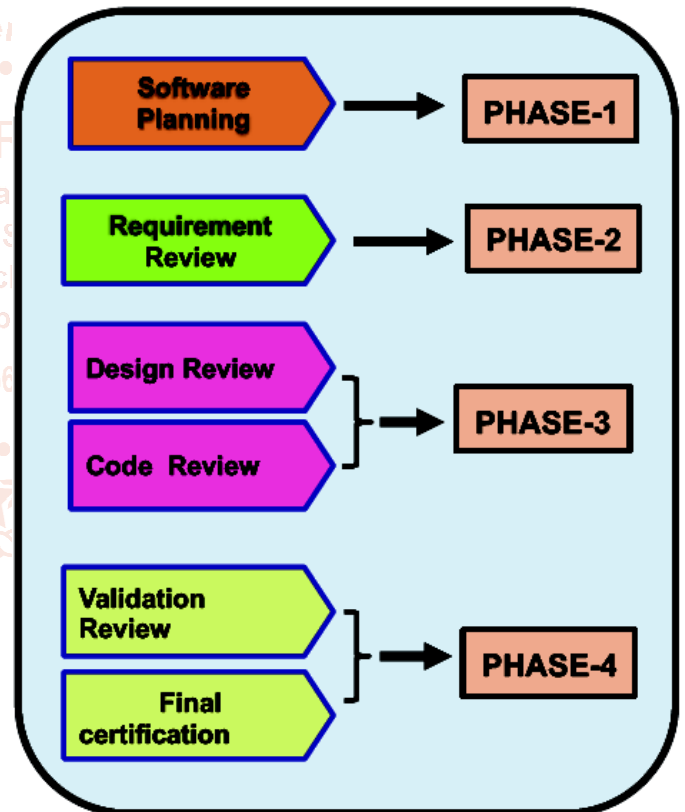 Software
Planning
PHASE-1
Requirement
Review
PHASE-2
Design Review
Code Review
PHASE-3
Validation
Review
Final
certification
PHASE-4